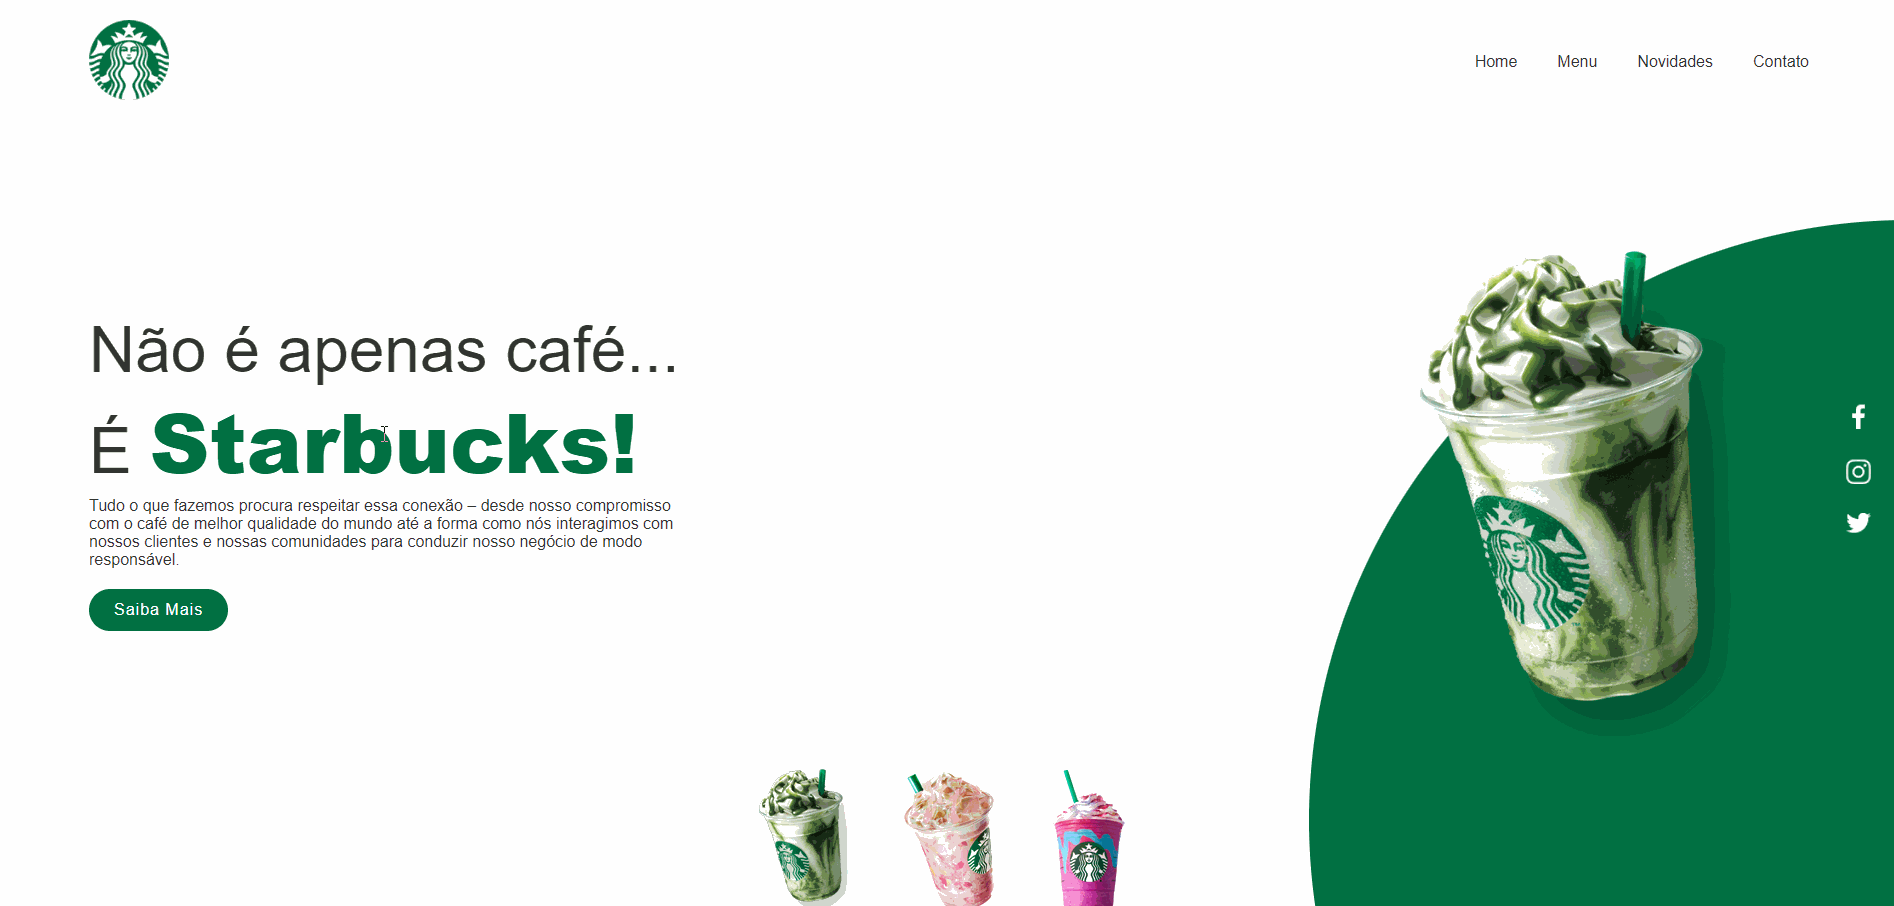 Home Menu Novidades Contato
Não é apenas café...
É Starbucks!
Tudo o que fazemos procura respeitar essa conexão – desde nosso compromisso
com o café de melhor qualidade do mundo até a forma como nós interagimos com
nossos clientes e nossas comunidades para conduzir nosso negócio de modo
responsável.
Saiba Mais